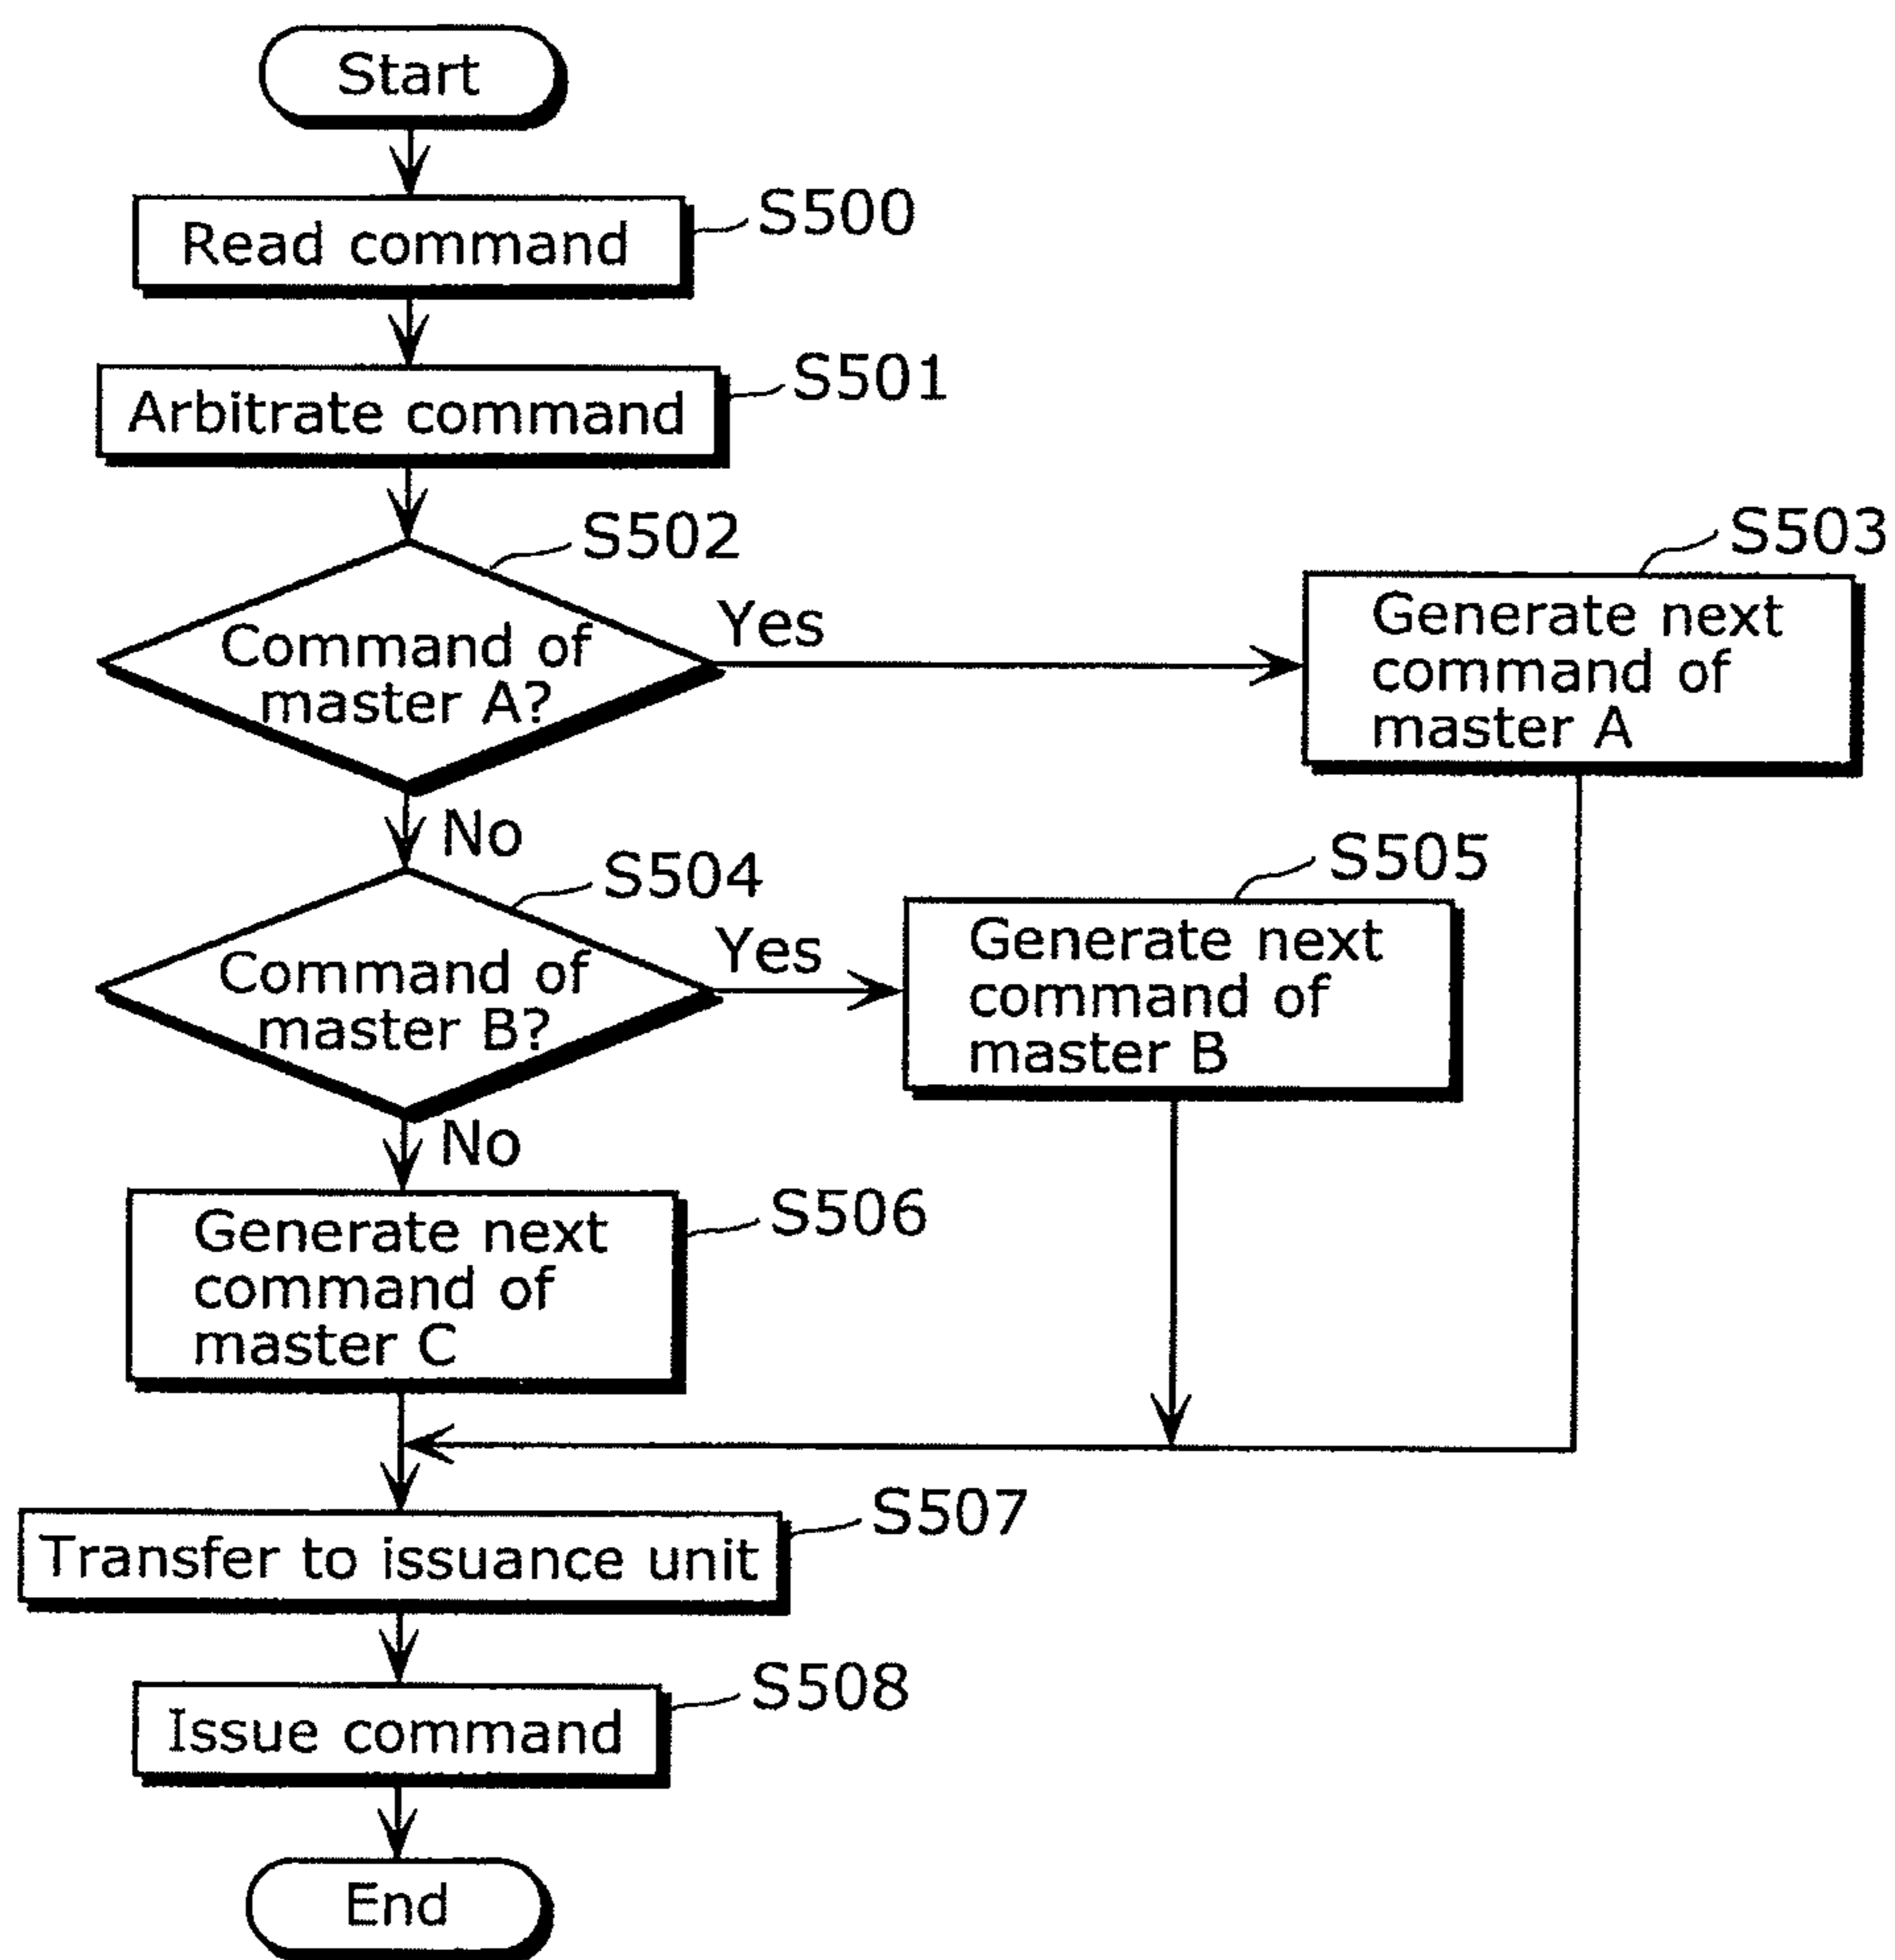 Start
S500
Read command
S501
Arbitrate command
S502
Command of
master A?
Yes
S503
Generate next
command of
master A
No
S504
Command of
master B?
Yes
S505
Generate next
command of
master B
No
S506
Generate next
command of
master C
S507
Transfer to issuance unit
S508
Issue command
End